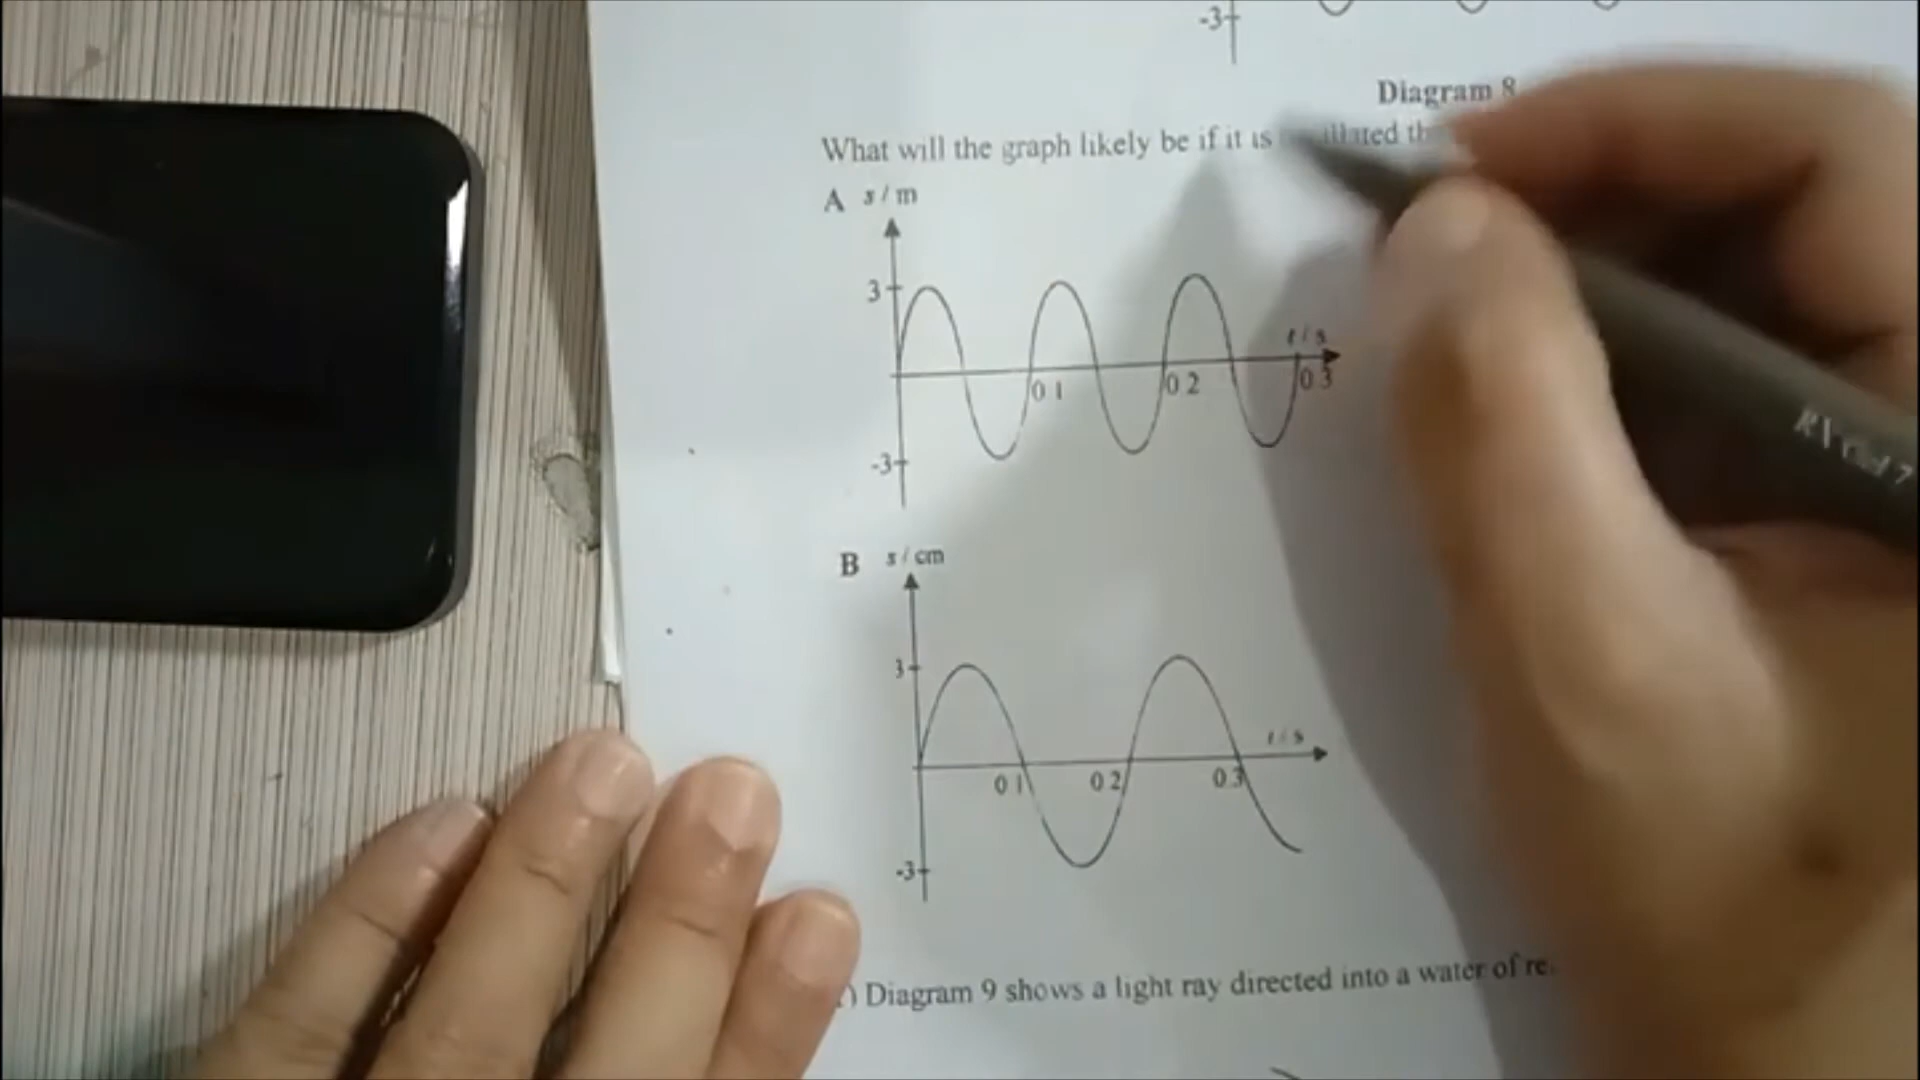 -3
Diagram 8
What will the graph likely be if it is
A s / m
3
t / s
0 1
0 2
0 3
-3
B s / cm
3
t / s
0 1
0 2
0 3
-3
) Diagram 9 shows a light ray directed into a water of